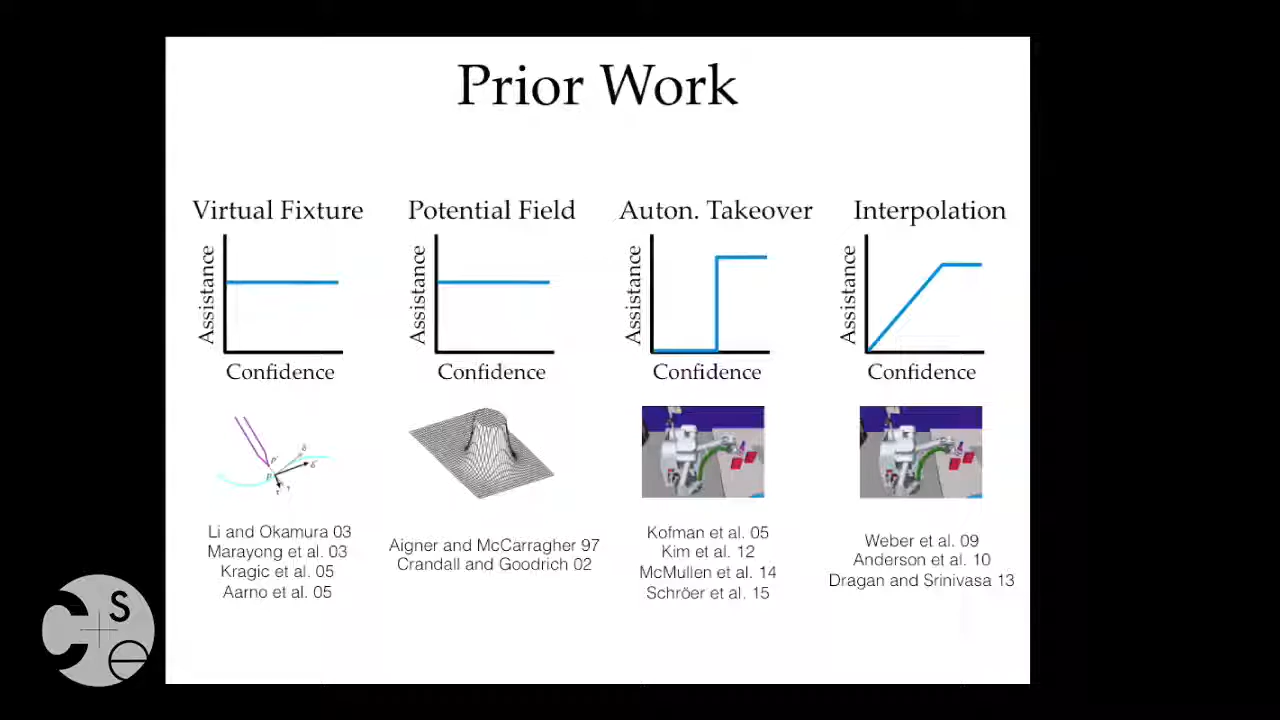 Prior Work
Virtual Fixture
Potential Field
Auton. Takeover
Interpolation
Assistance
Confidence
Assistance
Confidence
Assistance
Confidence
Assistance
Confidence
Li and Okamura 03
Marayong et al. 03
Kragic et al. 05
Aarno et al. 05
Aigner and McCarragher 97
Crandall and Goodrich 02
Kofman et al. 05
Kim et al. 12
McMullen et al. 14
Schröer et al. 15
Weber et al. 09
Anderson et al. 10
Dragan and Srinivasa 13
cse